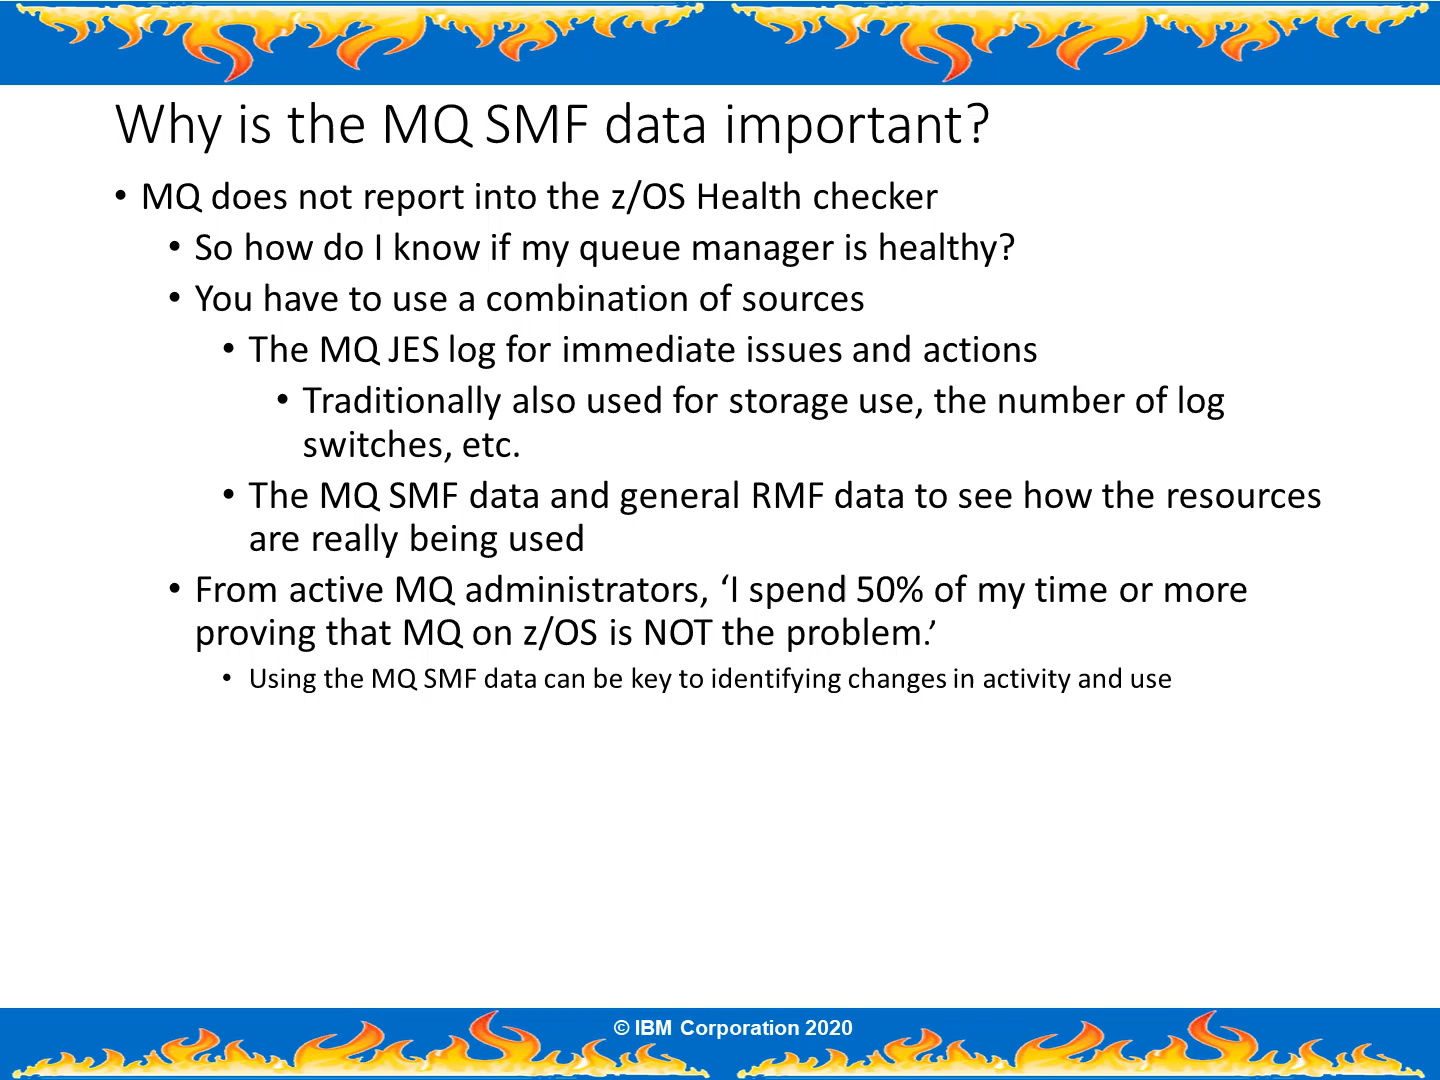 Why is the MQ SMF data important?
• MQ does not report into the z/OS Health checker
• So how do I know if my queue manager is healthy?
• You have to use a combination of sources
• The MQ JES log for immediate issues and actions
• Traditionally also used for storage use, the number of log
switches, etc.
• The MQ SMF data and general RMF data to see how the resources
are really being used
• From active MQ administrators, ‘I spend 50% of my time or more
proving that MQ on z/OS is NOT the problem.’
• Using the MQ SMF data can be key to identifying changes in activity and use
© IBM Corporation 2020